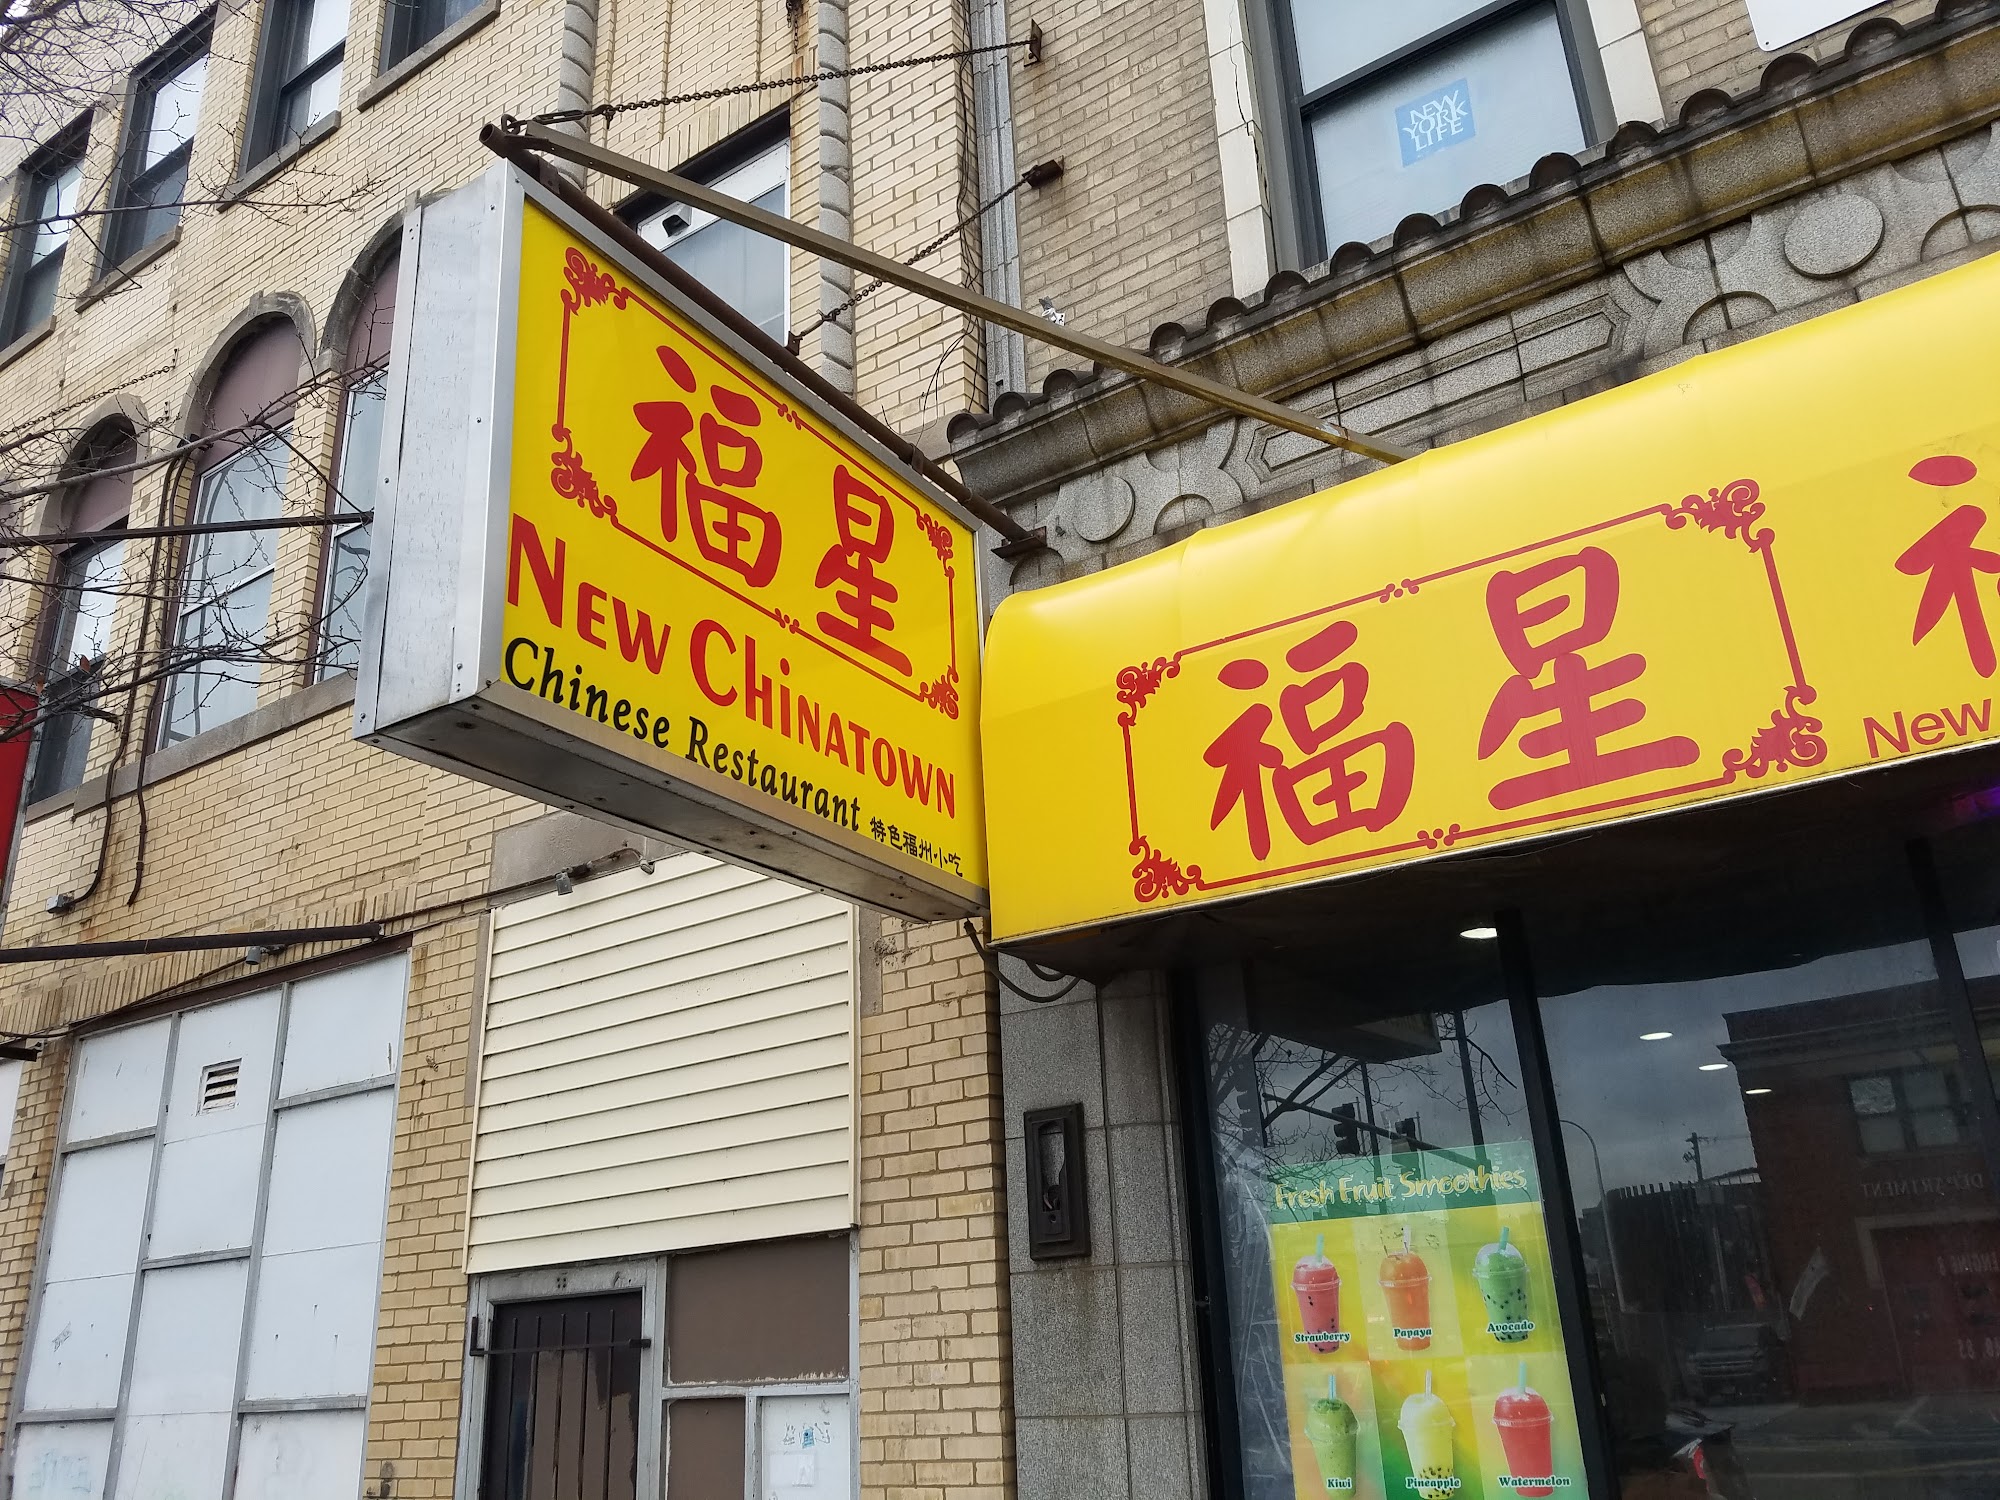 NEW
YORK
LIFE
福星
NEW CHINATOWN
Chinese Restaurant 特色福州小吃
福星
New
Fresh Fruit Smoothies
Strawberry Papaya Avocado
Kiwi Pineapple Watermelon